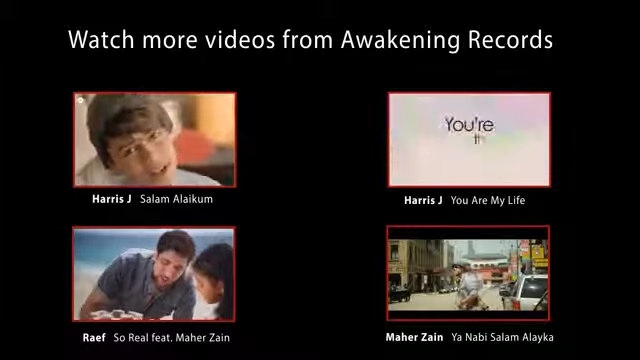 Watch more videos from Awakening Records
You're
th
Harris J Salam Alaikum
Harris J You Are My Life
Raef So Real feat. Maher Zain
Maher Zain Ya Nabi Salam Alayka